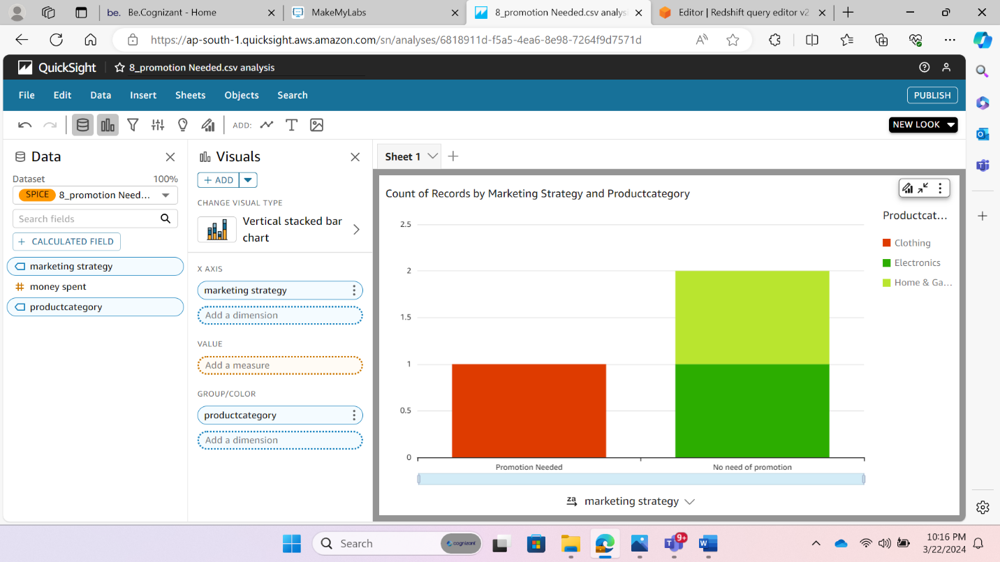 be. Be.Cognizant - Home
MakeMyLabs
8_promotion Needed.csv analys
Editor | Redshift query editor v2
https://ap-south-1.quicksight.aws.amazon.com/sn/analyses/6818911d-f5a5-4ea6-8e98-7264f9d7571d
QuickSight
8_promotion Needed.csv analysis
File Edit Data Insert Sheets Objects Search
PUBLISH
ADD:
NEW LOOK
Data
Dataset 100%
SPICE 8_promotion Need...
Search fields
+ CALCULATED FIELD
marketing strategy
# money spent
productcategory
Visuals
+ ADD
CHANGE VISUAL TYPE
Vertical stacked bar
chart
X AXIS
marketing strategy
Add a dimension
VALUE
Add a measure
GROUP/COLOR
productcategory
Add a dimension
Sheet 1
Count of Records by Marketing Strategy and Productcategory
2.5
2
1.5
1
0.5
0
Promotion Needed
No need of promotion
za marketing strategy
Productcat...
Clothing
Electronics
Home & Ga...
Search
cognizant
9+
10:16 PM
3/22/2024